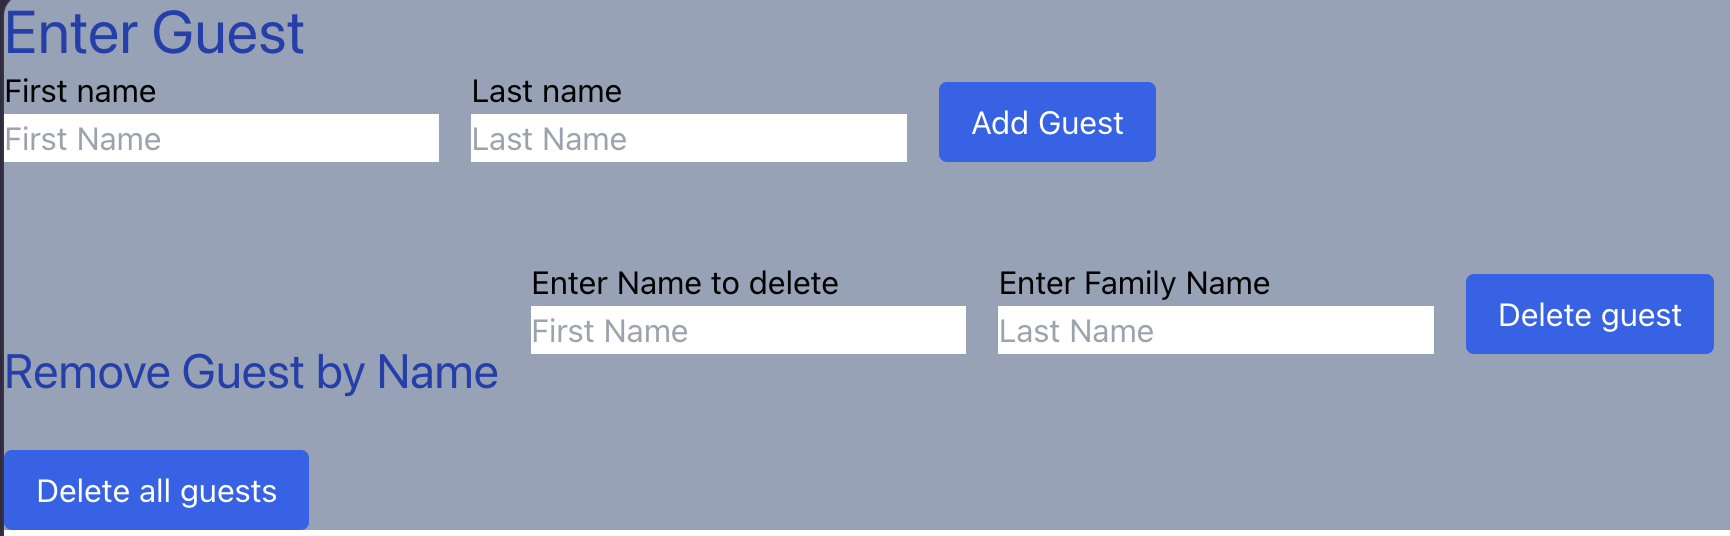 Enter Guest
First name
Last name
First Name
Last Name
Add Guest
Enter Name to delete
Enter Family Name
First Name
Last Name
Delete guest
Remove Guest by Name
Delete all guests